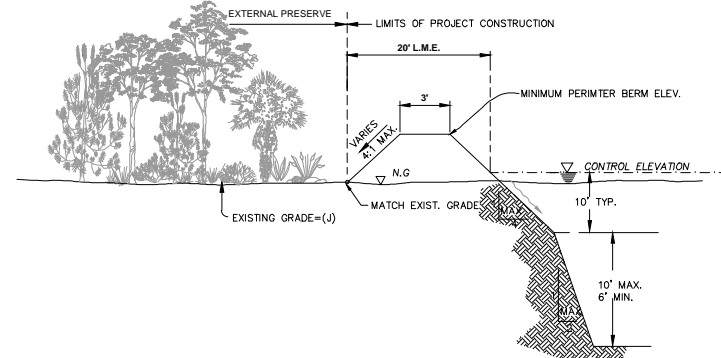 EXTERNAL PRESERVE
LIMITS OF PROJECT CONSTRUCTION
20' L.M.E.
3'
MINIMUM PERIMTER BERM ELEV.
VARIES
4:1 MAX.
N.G
CONTROL ELEVATION
EXISTING GRADE=(J)
MATCH EXIST. GRADE
MAX
10' TYP.
10' MAX.
6' MIN.
MAX